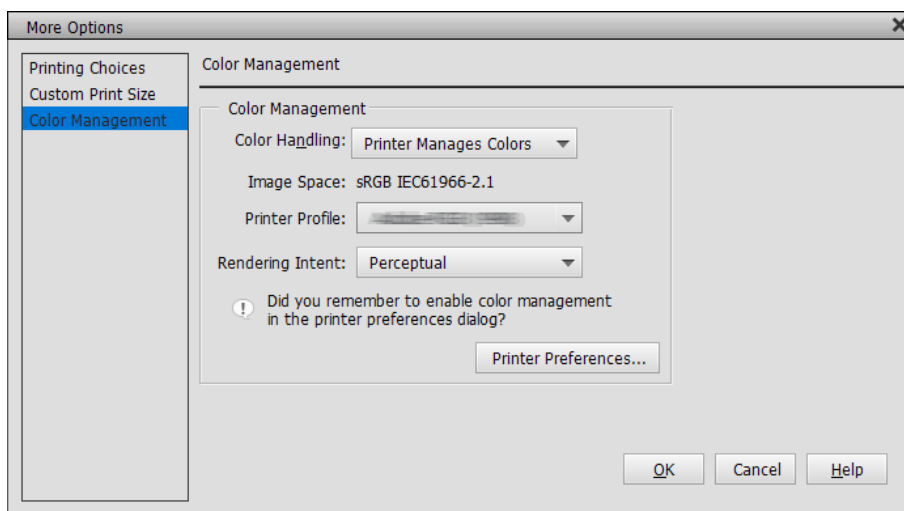 More Options
Printing Choices
Custom Print Size
Color Management
Color Management
Color Management
Color Handling: Printer Manages Colors
Image Space: sRGB IEC61966-2.1
Printer Profile:
Rendering Intent: Perceptual
Did you remember to enable color management
in the printer preferences dialog?
Printer Preferences...
OK Cancel Help